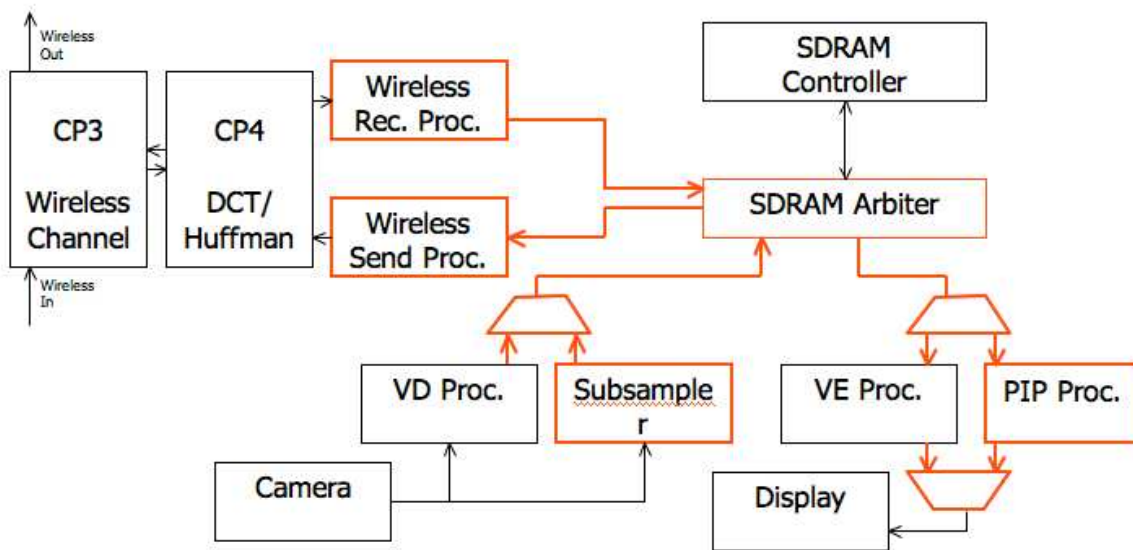 Wireless
Out
CP3
Wireless
Channel
Wireless
In
CP4
DCT/
Huffman
Wireless
Rec. Proc.
Wireless
Send Proc.
SDRAM
Controller
SDRAM Arbiter
VD Proc.
Subsample
r
VE Proc.
PIP Proc.
Camera
Display